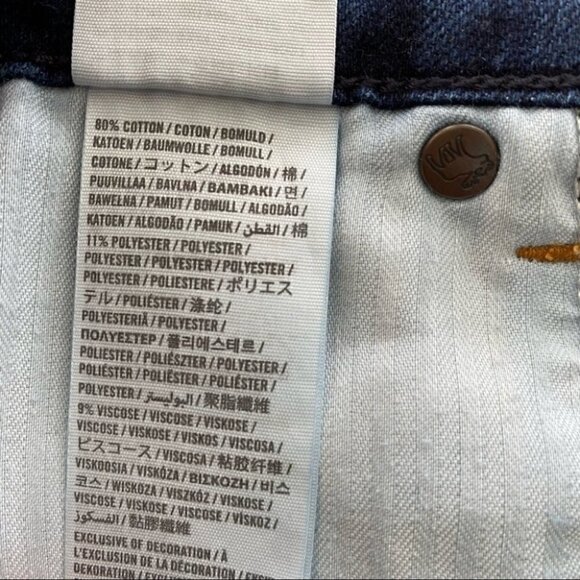 80% COTTON / COTON / BOMULD /
KATOEN / BAUMWOLLE / BOMULL /
COTONE / コットン / ALGODÓN / 棉 /
PUUVILLAA / BAVLNA / ΒΑΜΒΑΚΙ / 면 /
BAWEŁNA / PAMUT / BOMULL / ALGODÃO /
KATOEN / ALGODÃO / PAMUK / القطن / 棉
11% POLYESTER / POLYESTER /
POLYESTER / POLYESTER / POLYESTER /
POLYESTER / POLIESTERE / ポリエス
テル / POLIÉSTER / 涤纶 /
POLYESTERIÄ / POLYESTER /
ΠΟΛΥΕΣΤΕΡ / 폴리에스테르 /
POLIESTER / POLIÉSZTER / POLYESTER /
POLIÉSTER / POLIÉSTER / POLIÉSTER /
POLYESTER / البوليستر / 聚脂纖維
9% VISCOSE / VISCOSE / VISKOSE /
VISCOSE / VISKOSE / VISKOS / VISCOSA /
ビスコース / VISCOSA / 粘胶纤维 /
VISKOOSIA / VISKÓZA / ΒΙΣΚΟΖΗ / 비스
코스 / WISKOZA / VISZKÓZ / VISKOSE /
VISCOSE / VISKOSE / VISCOSE / VISKOZ /
الفسكوز / 黏膠纖維
EXCLUSIVE OF DECORATION / À
L'EXCLUSION DE LA DÉCORATION /
DEKORATION / EX